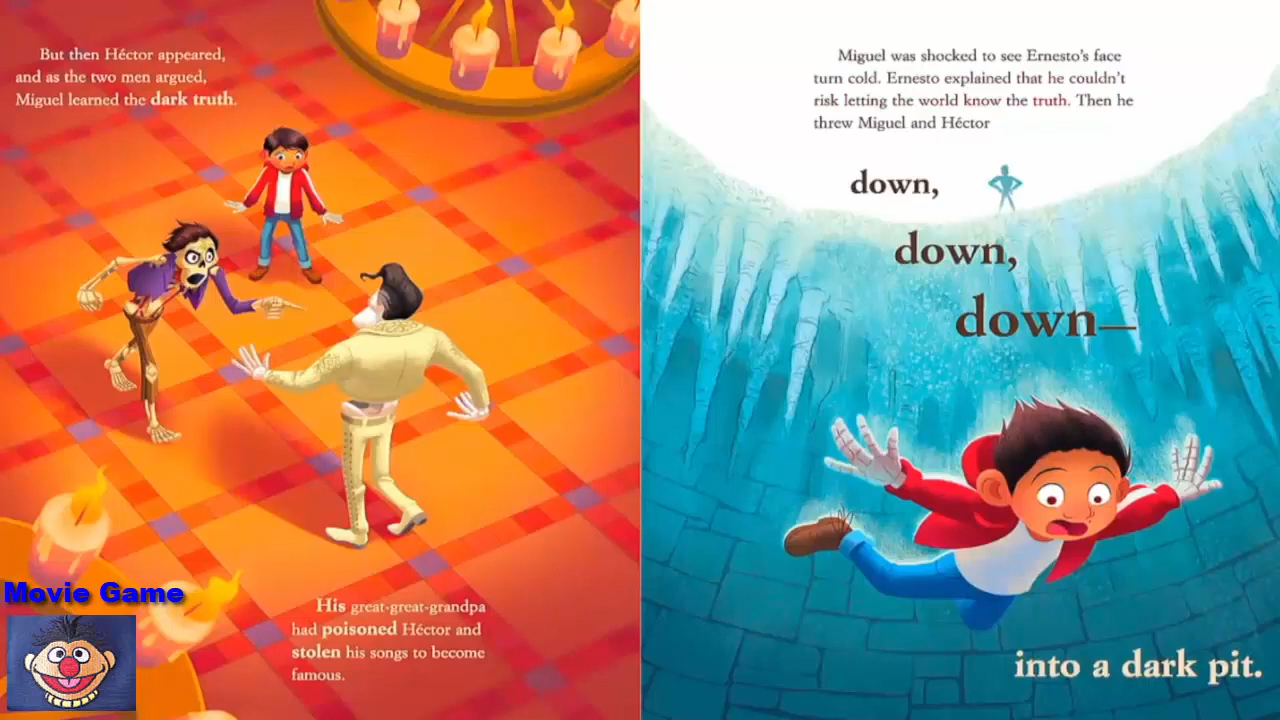 But then Héctor appeared,
and as the two men argued,
Miguel learned the dark truth.
His great-great-grandpa
had poisoned Héctor and
stolen his songs to become
famous.
Movie Game
Miguel was shocked to see Ernesto's face
turn cold. Ernesto explained that he couldn't
risk letting the world know the truth. Then he
threw Miguel and Héctor
down,
down,
down—
into a dark pit.